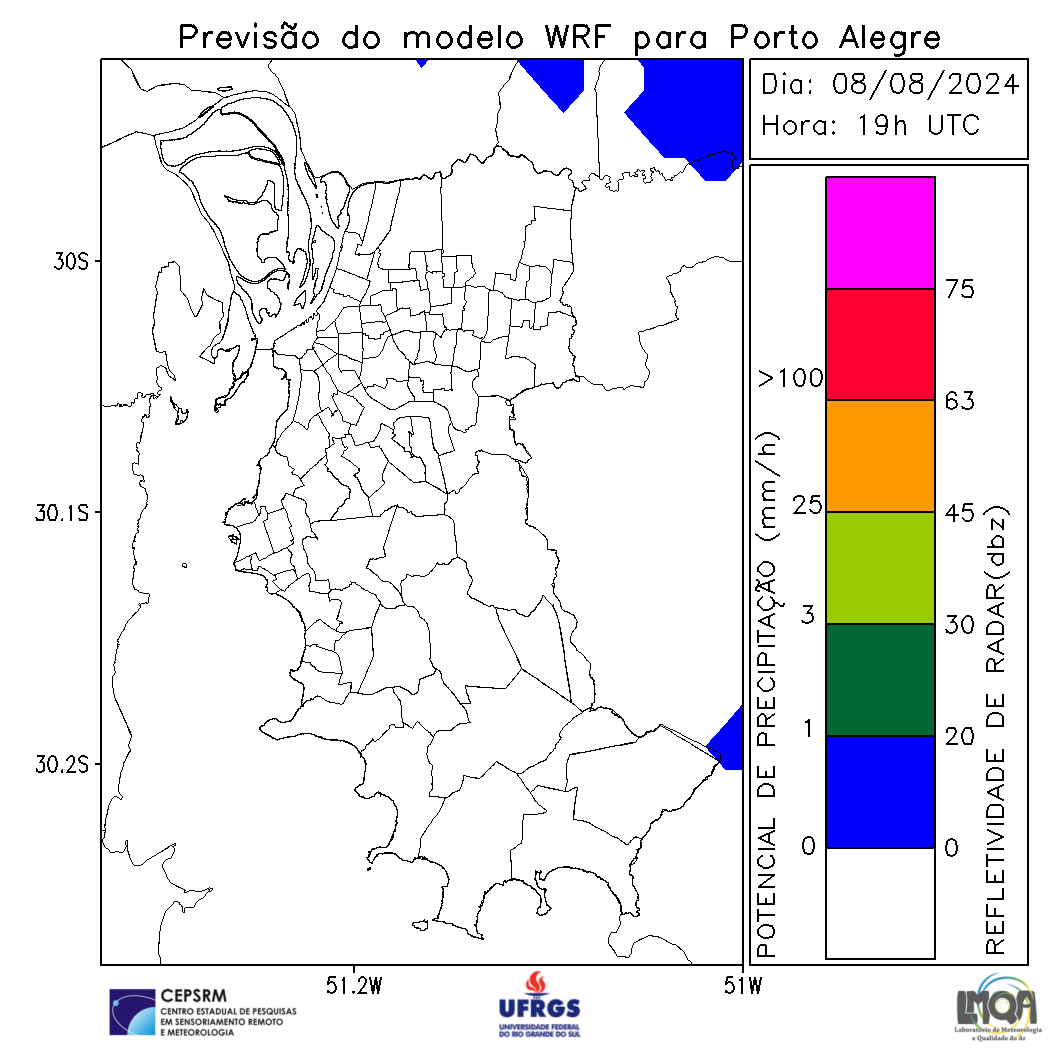 Previsão do modelo WRF para Porto Alegre
Dia: 08/08/2024
Hora: 19h UTC
30S
30.1S
30.2S
51.2W
51W
POTENCIAL DE PRECIPITAÇÃO (mm/h)
>100
25
3
1
0
75
63
45
30
20
0
REFLETIVIDADE DE RADAR(dbz)
CEPSRM
CENTRO ESTADUAL DE PESQUISAS
EM SENSORIAMENTO REMOTO
E METEOROLOGIA
UFRGS
UNIVERSIDADE FEDERAL
DO RIO GRANDE DO SUL
LMQA
Laboratório de Meteorologia
e Qualidade do Ar